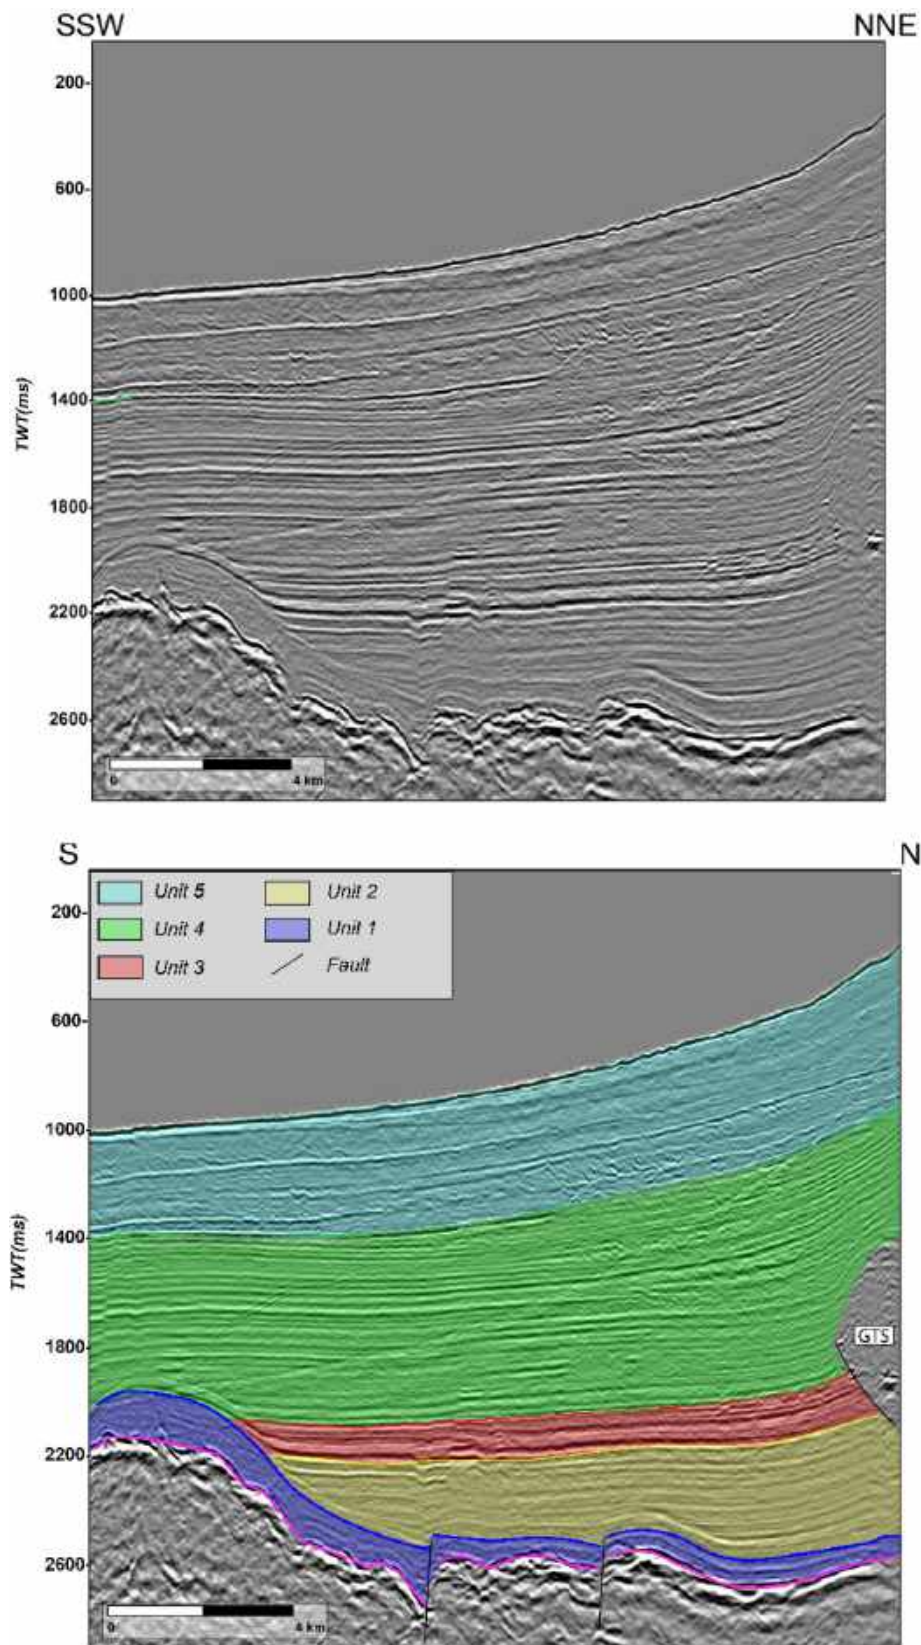 SSW NNE
200
600
1000
TWT(ms)
1400
1800
2200
2600
0 4 km
S N
Unit 5 Unit 2
200
Unit 4 Unit 1
Unit 3 Fault
600
1000
TWT(ms)
1400
GTS
1800
2200
2600
0 4 km